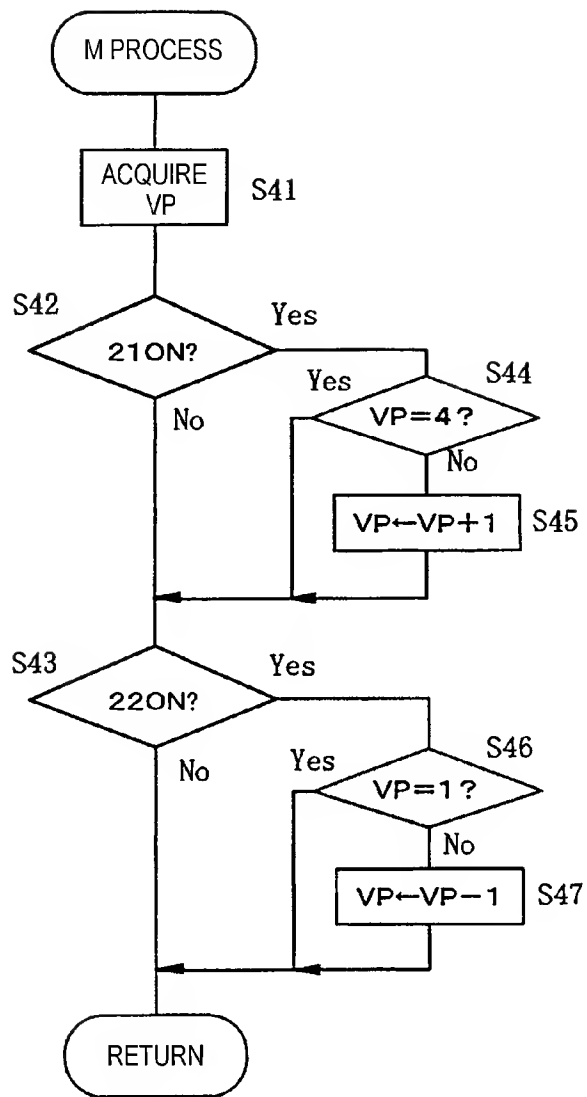 M PROCESS
ACQUIRE
VP
S41
S42
21ON?
Yes
No
Yes
S44
VP=4?
No
VP←VP+1
S45
S43
22ON?
Yes
No
Yes
S46
VP=1?
No
VP←VP−1
S47
RETURN